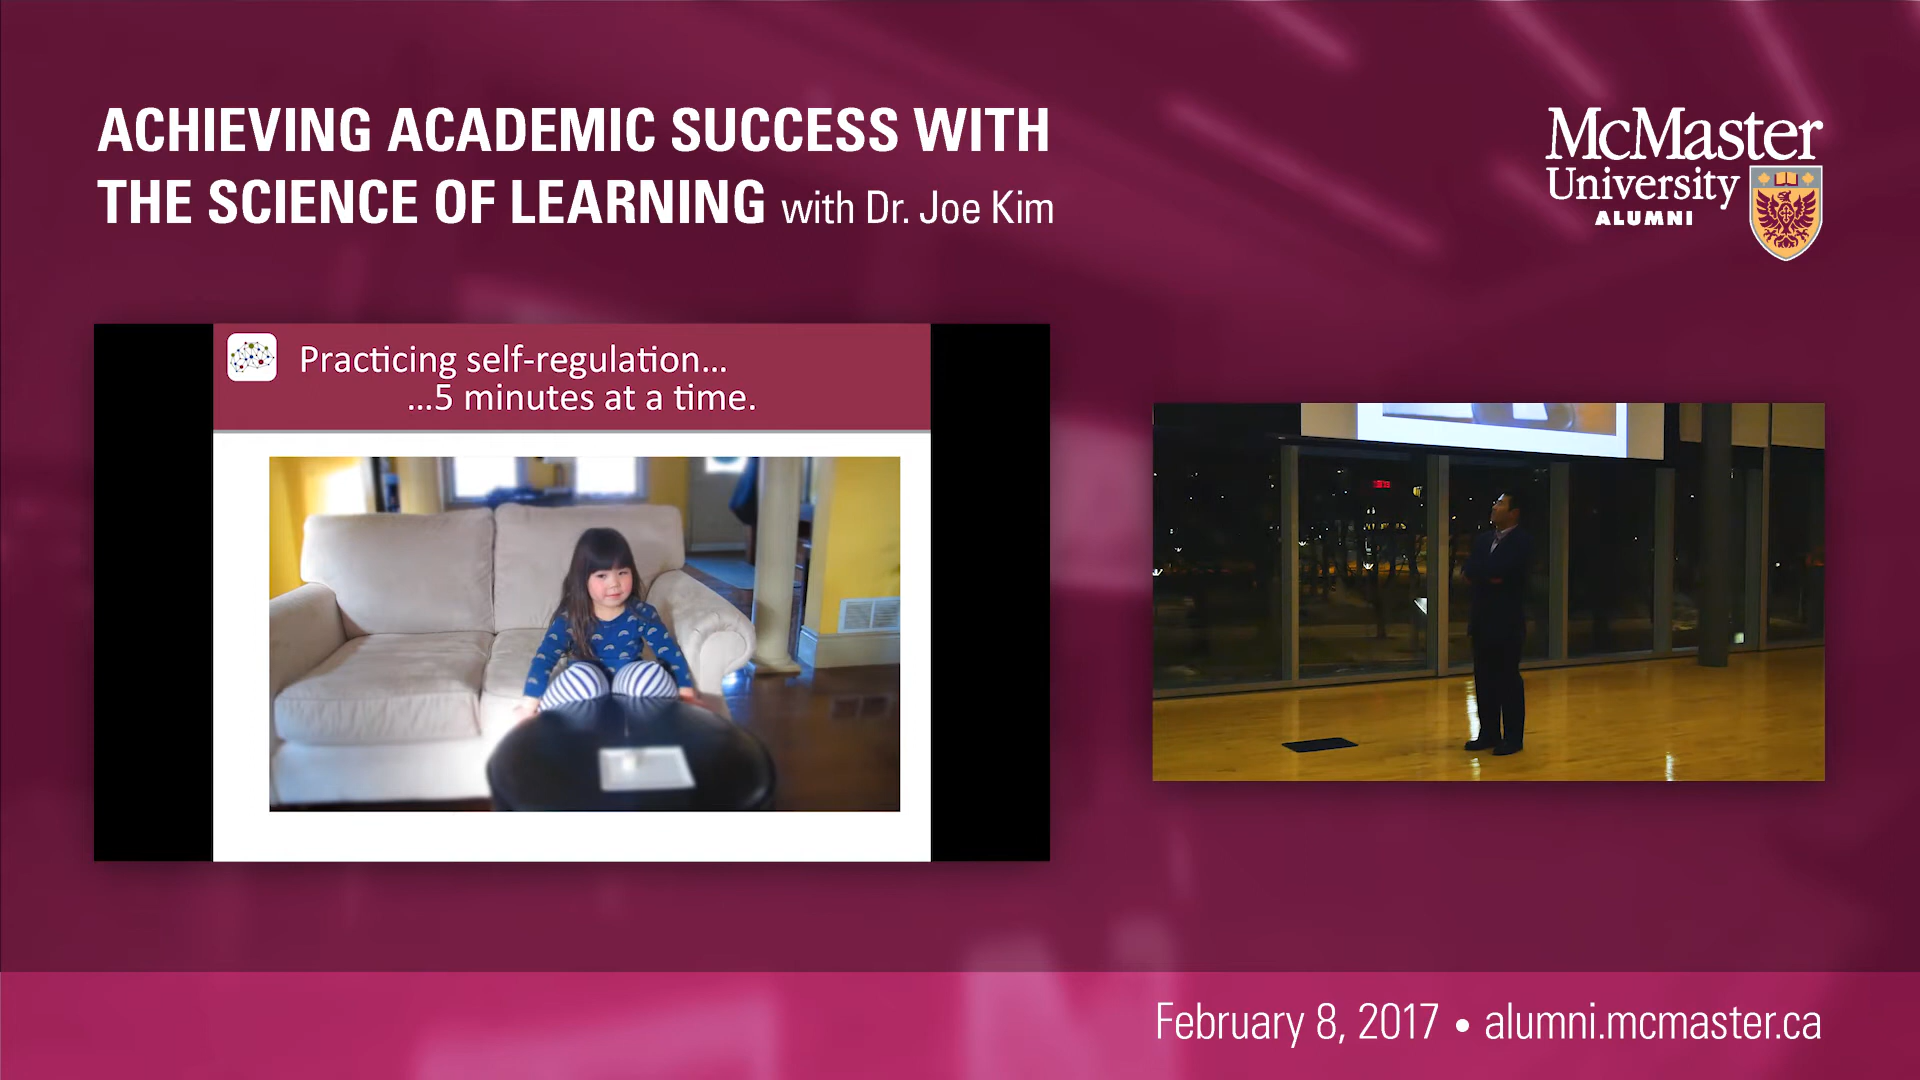 ACHIEVING ACADEMIC SUCCESS WITH
THE SCIENCE OF LEARNING with Dr. Joe Kim
McMaster
University
ALUMNI
Practicing self-regulation...
...5 minutes at a time.
February 8, 2017 • alumni.mcmaster.ca